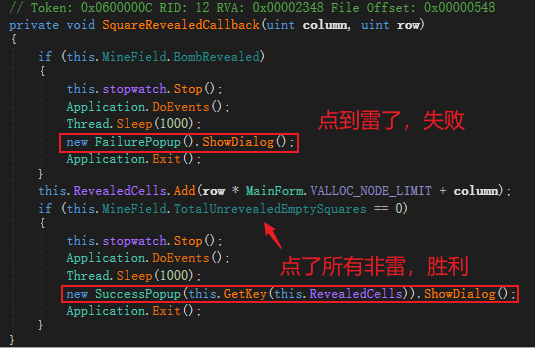 // Token: 0x0600000C RID: 12 RVA: 0x00002348 File Offset: 0x00000548
private void SquareRevealedCallback(uint column, uint row)
{
if (this.MineField.BombRevealed)
{
this.stopwatch.Stop();
Application.DoEvents();
点到雷了，失败
Thread.Sleep(1000);
new FailurePopup().ShowDialog();
Application.Exit();
}
this.RevealedCells.Add(row * MainForm.VALLOC_NODE_LIMIT + column);
if (this.MineField.TotalUnrevealedEmptySquares == 0)
{
this.stopwatch.Stop();
点了所有非雷，胜利
Application.DoEvents();
Thread.Sleep(1000);
new SuccessPopup(this.GetKey(this.RevealedCells)).ShowDialog();
Application.Exit();
}
}